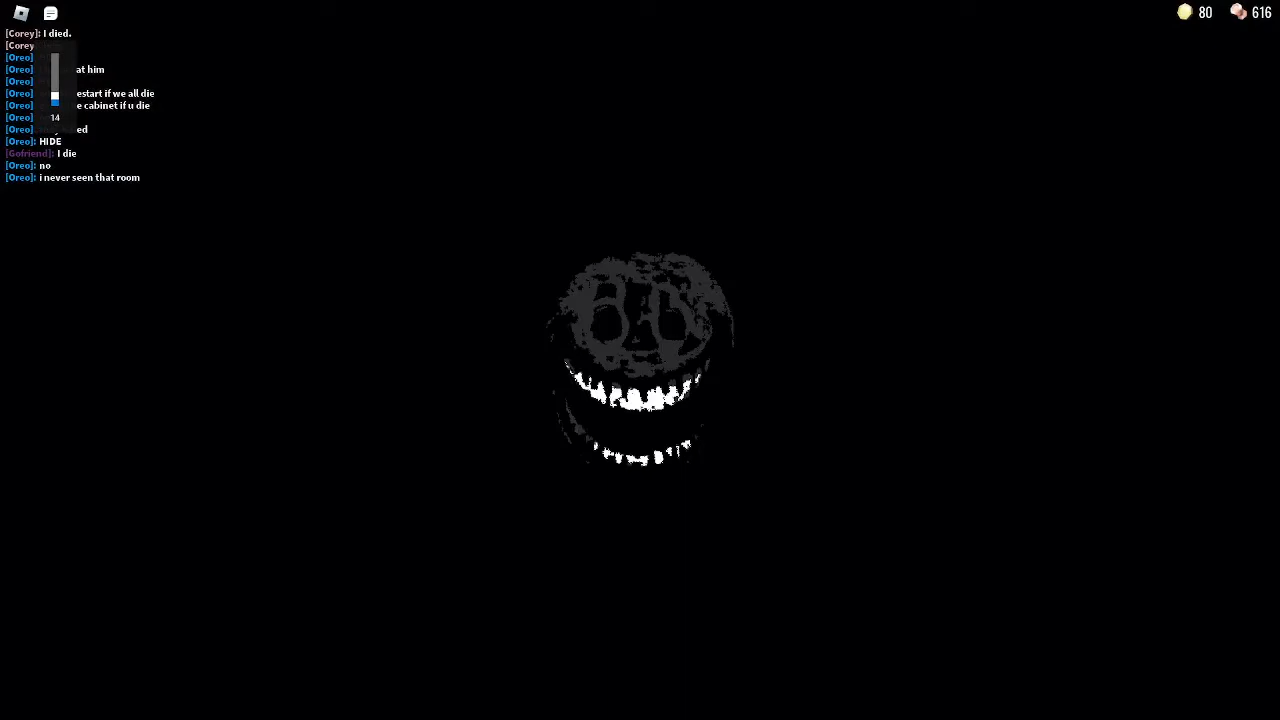 80
616
[Corey]: I died.
[Corey
[Oreo]
[Oreo] at him
[Oreo]
[Oreo] estart if we all die
[Oreo] e cabinet if u die
[Oreo]
14
[Oreo] ed
[Oreo]: HIDE
[Gofriend]: I die
[Oreo]: no
[Oreo]: i never seen that room